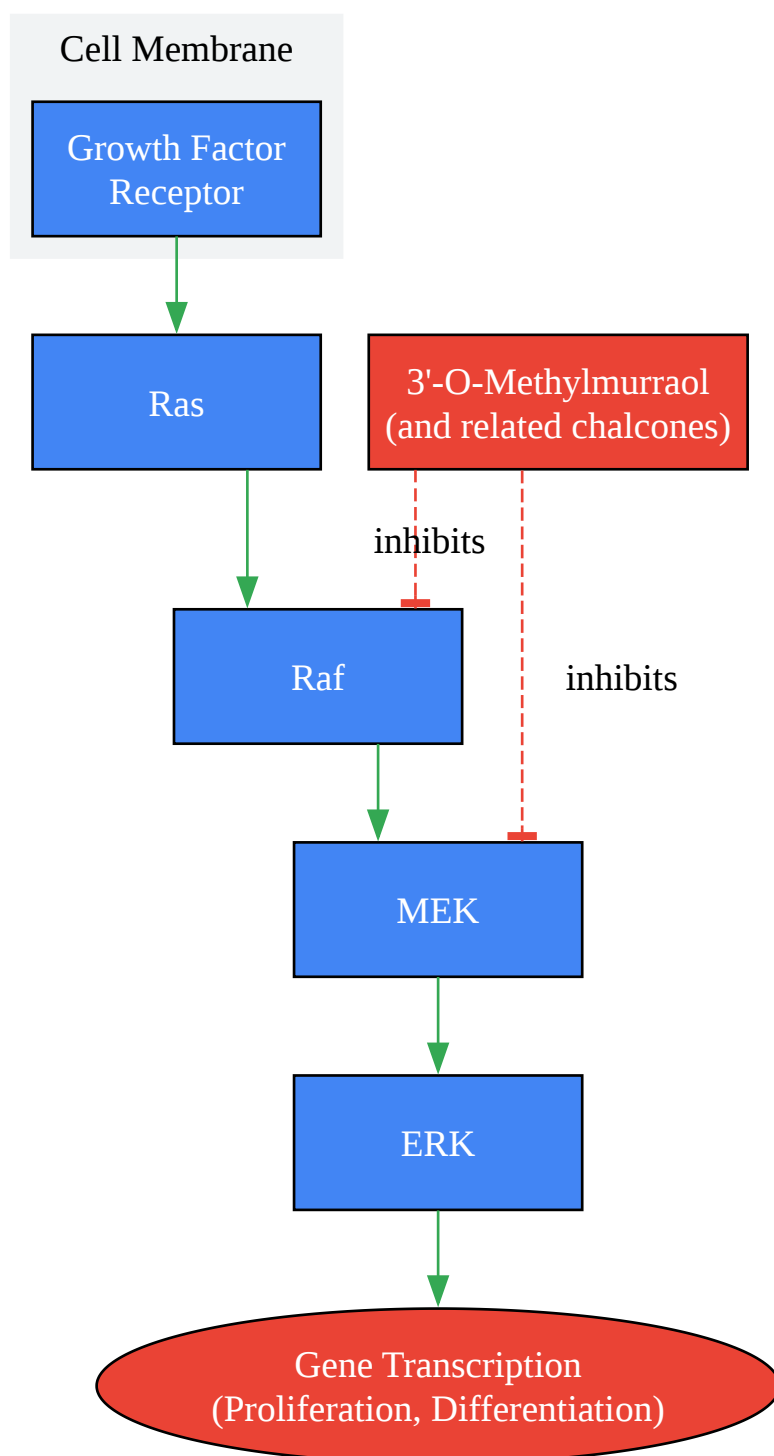 Cell Membrane
Growth Factor
Receptor
Ras
3'-O-Methylmurraol
(and related chalcones)
inhibits
Raf
inhibits
MEK
ERK
Gene Transcription
(Proliferation, Differentiation)